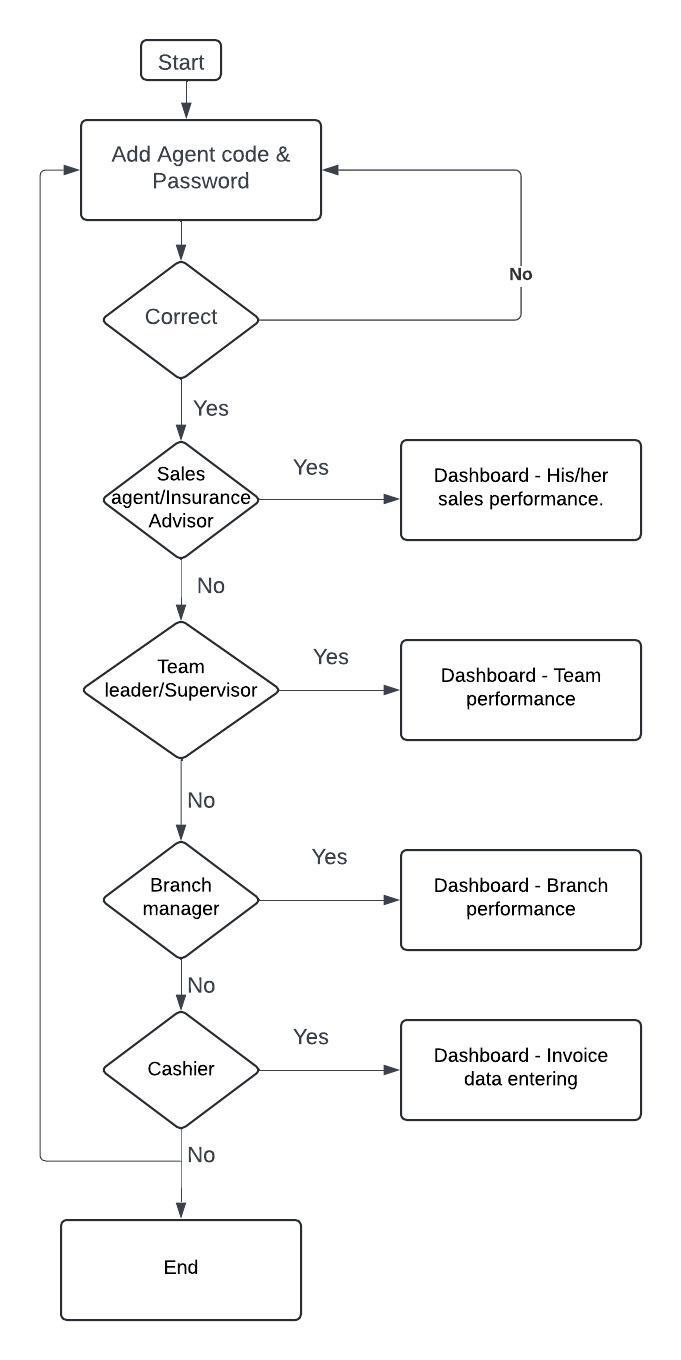 Start
Add Agent code &
Password
No
Correct
Yes
Sales
agent/Insurance
Advisor
Yes
Dashboard - His/her
sales performance.
No
Team
leader/Supervisor
Yes
Dashboard - Team
performance
No
Branch
manager
Yes
Dashboard - Branch
performance
No
Cashier
Yes
Dashboard - Invoice
data entering
No
End